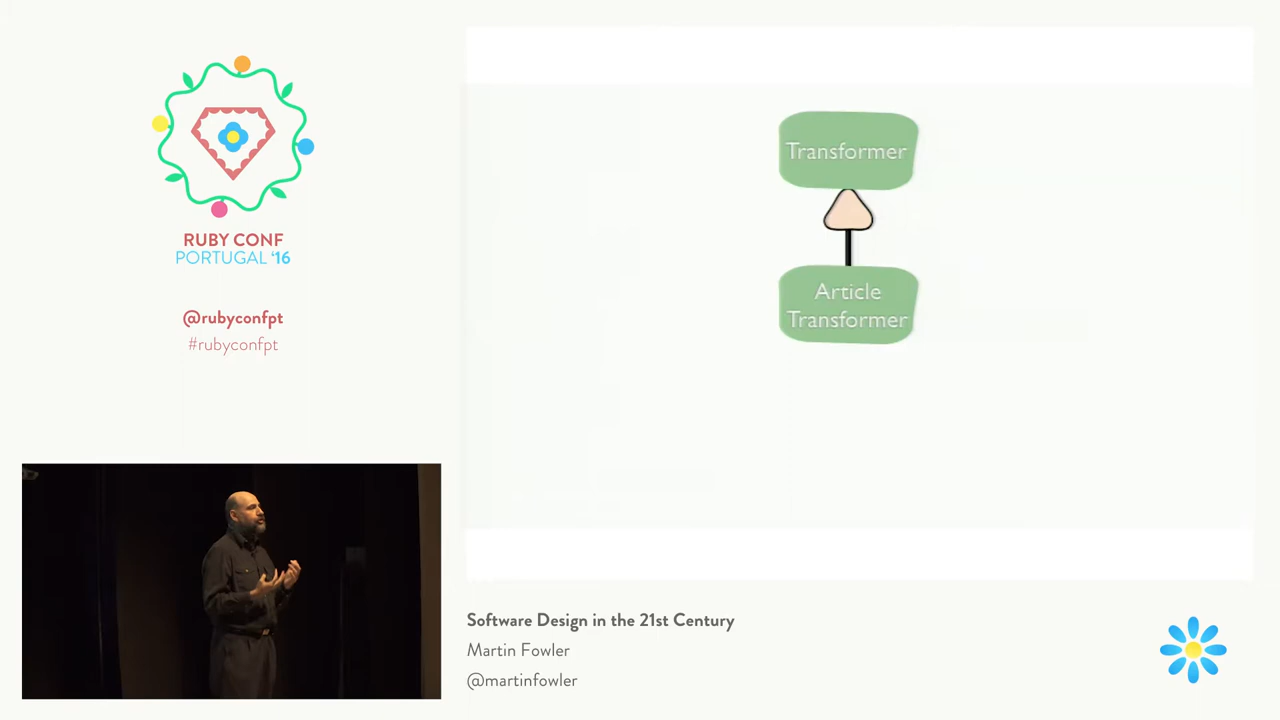 RUBY CONF
PORTUGAL '16
@rubyconfpt
#rubyconfpt
Transformer
Article
Transformer
Software Design in the 21st Century
Martin Fowler
@martinfowler